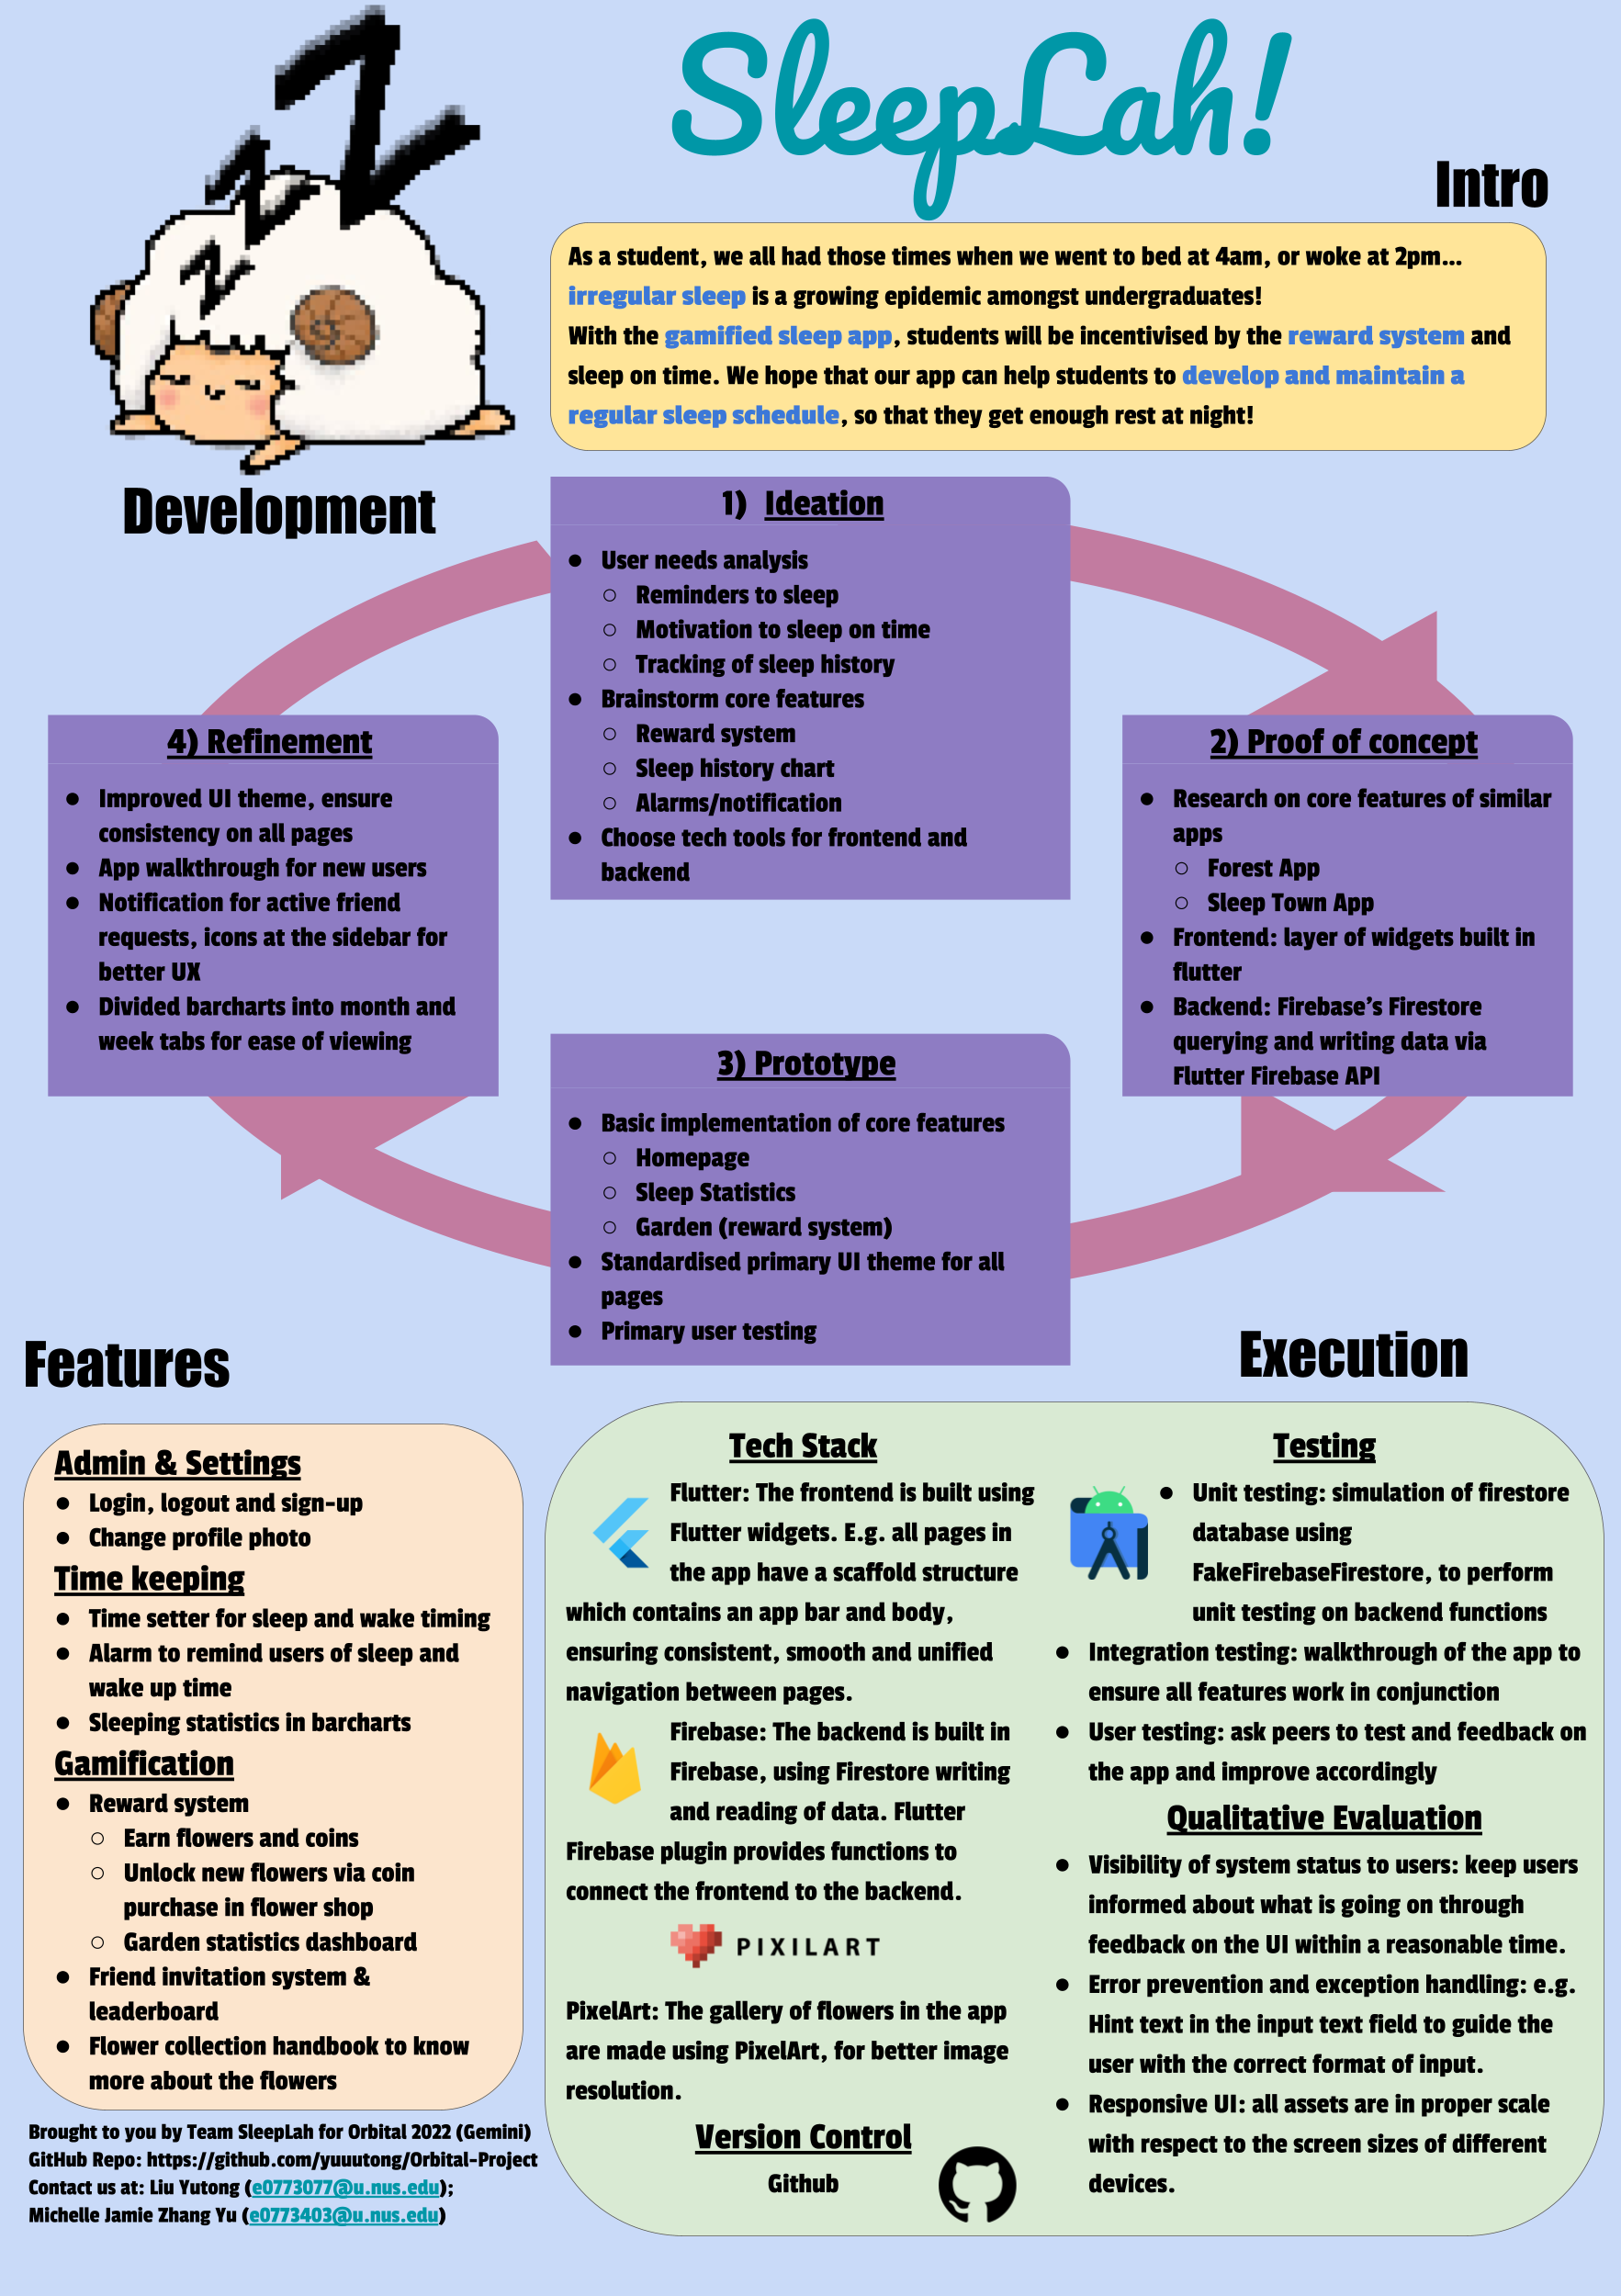 SleepLah!
Intro
As a student, we all had those times when we went to bed at 4am, or woke at 2pm...
irregular sleep is a growing epidemic amongst undergraduates!
With the gamified sleep app, students will be incentivised by the reward system and
sleep on time. We hope that our app can help students to develop and maintain a
regular sleep schedule, so that they get enough rest at night!
Development
1) Ideation
● User needs analysis
○ Reminders to sleep
○ Motivation to sleep on time
○ Tracking of sleep history
● Brainstorm core features
○ Reward system
○ Sleep history chart
○ Alarms/notification
● Choose tech tools for frontend and
backend
2) Proof of concept
● Research on core features of similar
apps
○ Forest App
○ Sleep Town App
● Frontend: layer of widgets built in
flutter
● Backend: Firebase's Firestore
querying and writing data via
Flutter Firebase API
3) Prototype
● Basic implementation of core features
○ Homepage
○ Sleep Statistics
○ Garden (reward system)
● Standardised primary UI theme for all
pages
● Primary user testing
4) Refinement
● Improved UI theme, ensure
consistency on all pages
● App walkthrough for new users
● Notification for active friend
requests, icons at the sidebar for
better UX
● Divided barcharts into month and
week tabs for ease of viewing
Features
Admin & Settings
● Login, logout and sign-up
● Change profile photo
Time keeping
● Time setter for sleep and wake timing
● Alarm to remind users of sleep and
wake up time
● Sleeping statistics in barcharts
Gamification
● Reward system
○ Earn flowers and coins
○ Unlock new flowers via coin
purchase in flower shop
○ Garden statistics dashboard
● Friend invitation system &
leaderboard
● Flower collection handbook to know
more about the flowers
Brought to you by Team SleepLah for Orbital 2022 (Gemini)
GitHub Repo: https://github.com/yuuutong/Orbital-Project
Contact us at: Liu Yutong (e0773077@u.nus.edu);
Michelle Jamie Zhang Yu (e0773403@u.nus.edu)
Execution
Tech Stack
Flutter: The frontend is built using
Flutter widgets. E.g. all pages in
the app have a scaffold structure
which contains an app bar and body,
ensuring consistent, smooth and unified
navigation between pages.
Firebase: The backend is built in
Firebase, using Firestore writing
and reading of data. Flutter
Firebase plugin provides functions to
connect the frontend to the backend.
PIXILART
PixelArt: The gallery of flowers in the app
are made using PixelArt, for better image
resolution.
Version Control
Github
Testing
● Unit testing: simulation of firestore
database using
FakeFirebaseFirestore, to perform
unit testing on backend functions
● Integration testing: walkthrough of the app to
ensure all features work in conjunction
● User testing: ask peers to test and feedback on
the app and improve accordingly
Qualitative Evaluation
● Visibility of system status to users: keep users
informed about what is going on through
feedback on the UI within a reasonable time.
● Error prevention and exception handling: e.g.
Hint text in the input text field to guide the
user with the correct format of input.
● Responsive UI: all assets are in proper scale
with respect to the screen sizes of different
devices.